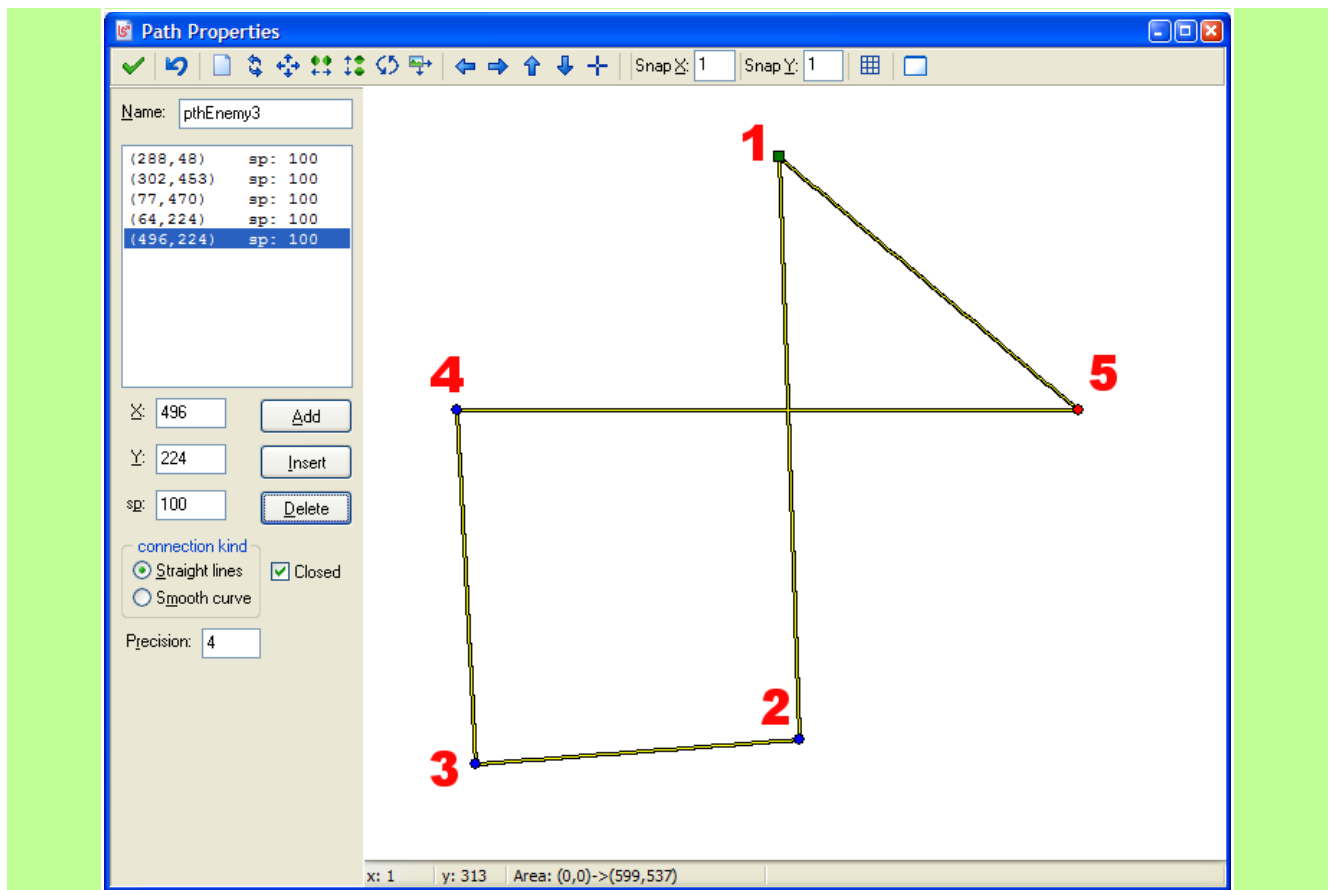 Path Properties
Snap X: 1 Snap Y: 1
Name: pthEnemy3
(288,48) sp: 100
(302,453) sp: 100
(77,470) sp: 100
(64,224) sp: 100
(496,224) sp: 100
X: 496 Add
Y: 224 Insert
sp: 100 Delete
connection kind
Straight lines Closed
Smooth curve
Precision: 4
1
4
5
2
3
x: 1 y: 313 Area: (0,0)->(599,537)